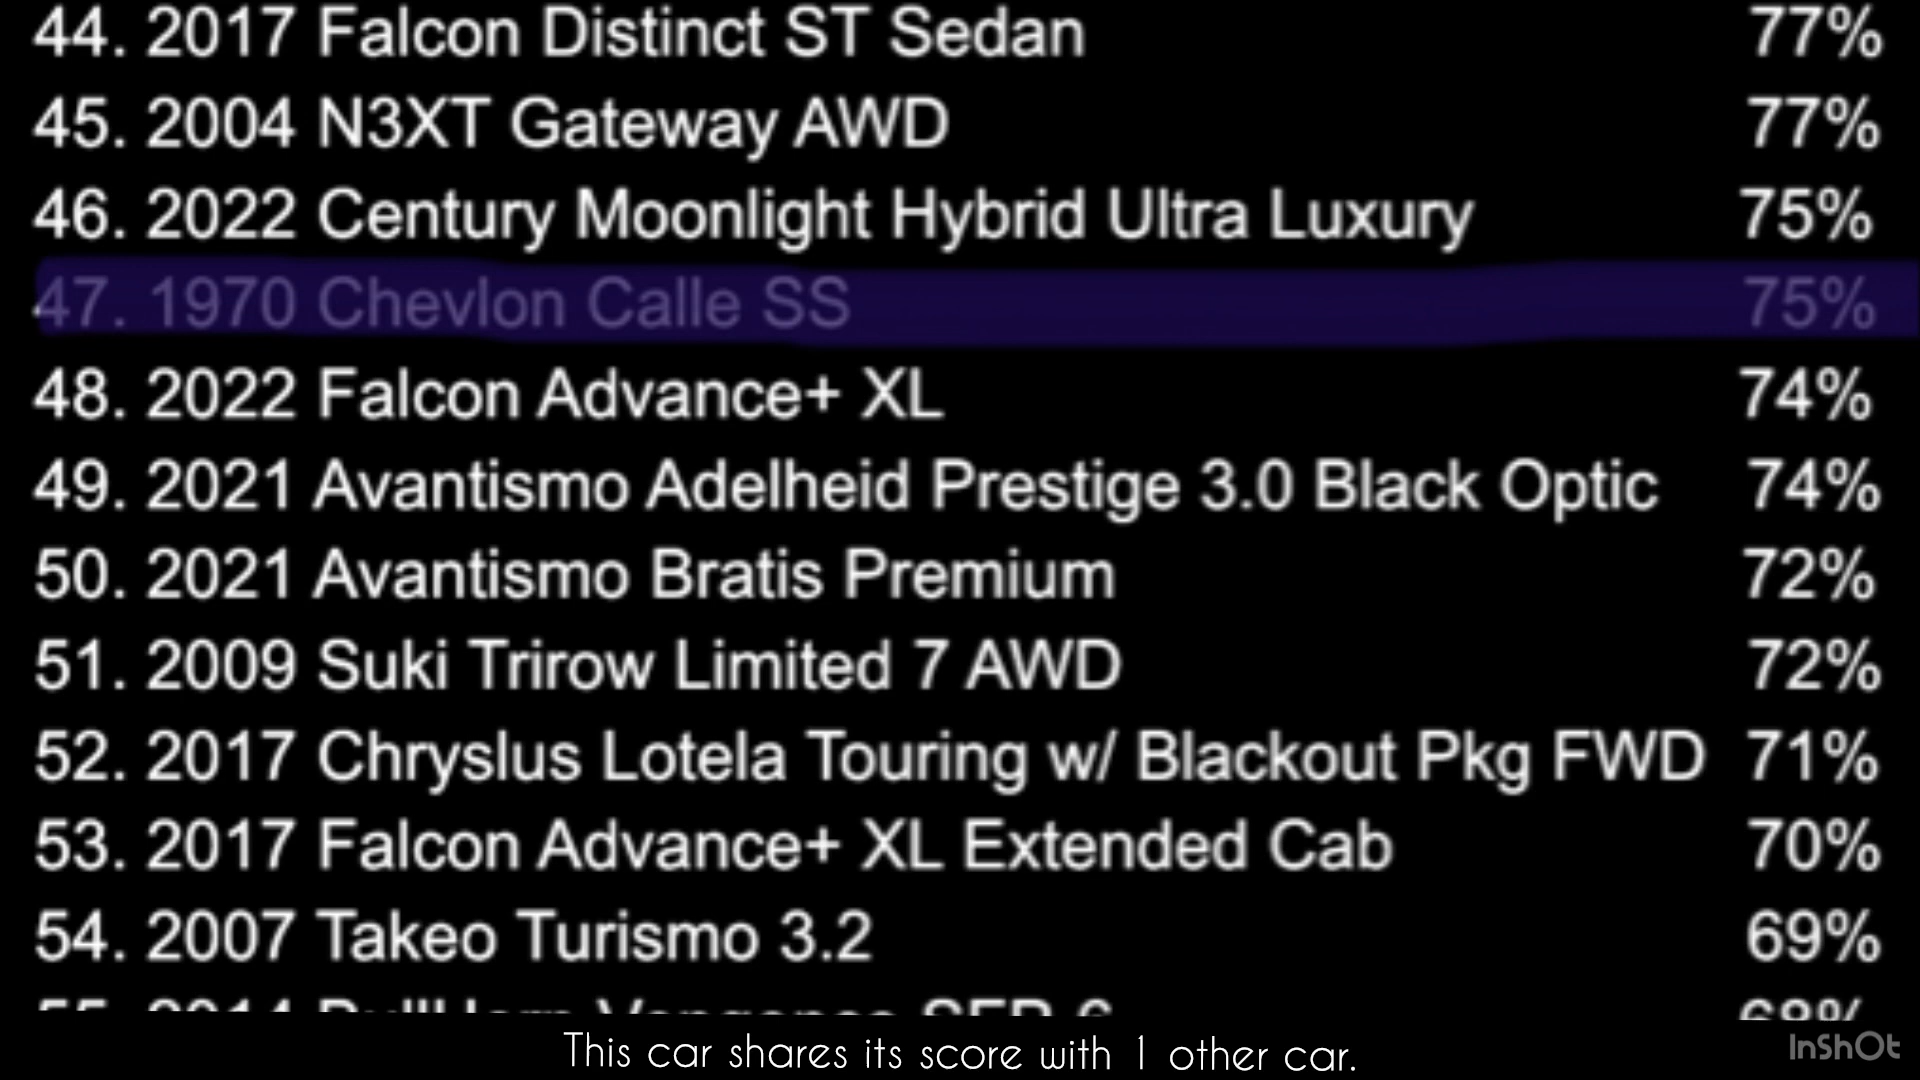 44. 2017 Falcon Distinct ST Sedan 77%
45. 2004 N3XT Gateway AWD 77%
46. 2022 Century Moonlight Hybrid Ultra Luxury 75%
47. 1970 Chevlon Calle SS 75%
48. 2022 Falcon Advance+ XL 74%
49. 2021 Avantismo Adelheid Prestige 3.0 Black Optic 74%
50. 2021 Avantismo Bratis Premium 72%
51. 2009 Suki Trirow Limited 7 AWD 72%
52. 2017 Chryslus Lotela Touring w/ Blackout Pkg FWD 71%
53. 2017 Falcon Advance+ XL Extended Cab 70%
54. 2007 Takeo Turismo 3.2 69%
This car shares its score with 1 other car.
InShOt